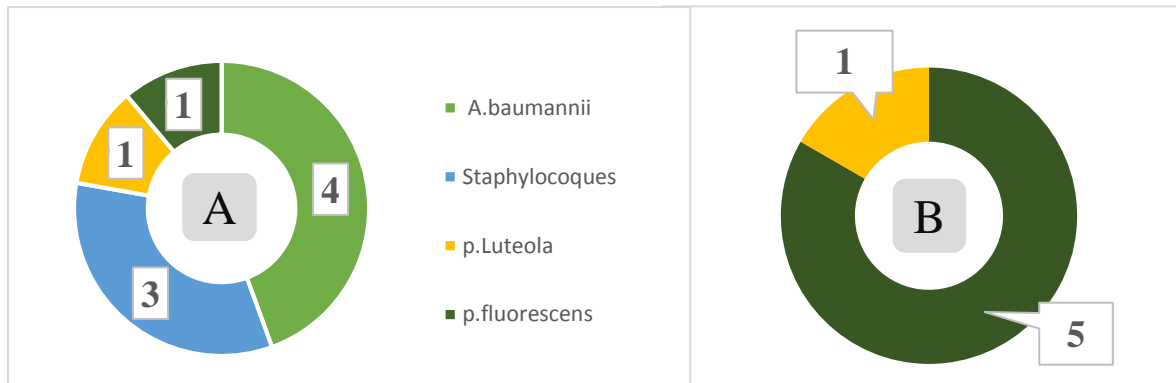 1
1
4
3
A
A.baumannii
Staphylocoques
p.Luteola
p.fluorescens
1
B
5